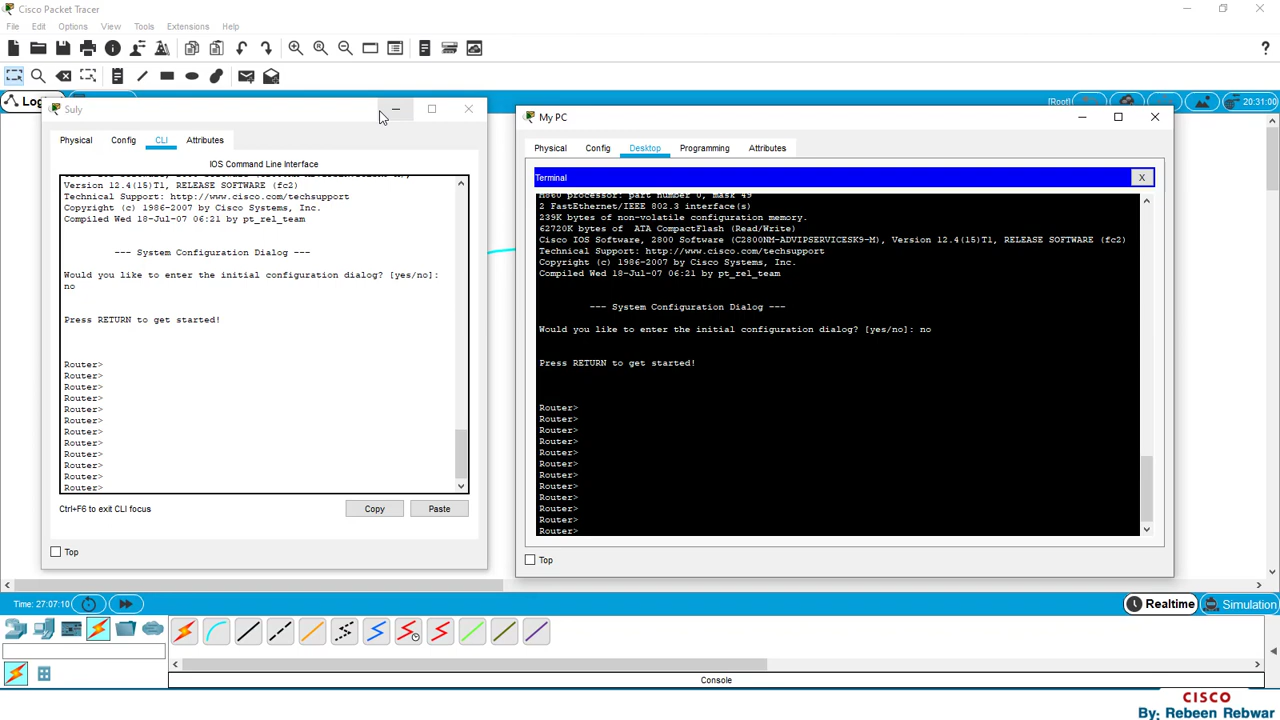 Cisco Packet Tracer
File Edit Options View Tools Extensions Help
[Root]
20:31:00
Suly
Physical Config CLI Attributes
IOS Command Line Interface
Version 12.4(15)T1, RELEASE SOFTWARE (fc2)
Technical Support: http://www.cisco.com/techsupport
Copyright (c) 1986-2007 by Cisco Systems, Inc.
Compiled Wed 18-Jul-07 06:21 by pt_rel_team
--- System Configuration Dialog ---
Would you like to enter the initial configuration dialog? [yes/no]:
no
Press RETURN to get started!
Router>
Router>
Router>
Router>
Router>
Router>
Router>
Router>
Router>
Router>
Router>
Router>
Ctrl+F6 to exit CLI focus
Copy Paste
Top
My PC
Physical Config Desktop Programming Attributes
Terminal
X
M860 processor: part number 0, mask 49
2 FastEthernet/IEEE 802.3 interface(s)
239K bytes of non-volatile configuration memory.
62720K bytes of ATA CompactFlash (Read/Write)
Cisco IOS Software, 2800 Software (C2800NM-ADVIPSERVICESK9-M), Version 12.4(15)T1, RELEASE SOFTWARE (fc2)
Technical Support: http://www.cisco.com/techsupport
Copyright (c) 1986-2007 by Cisco Systems, Inc.
Compiled Wed 18-Jul-07 06:21 by pt_rel_team
--- System Configuration Dialog ---
Would you like to enter the initial configuration dialog? [yes/no]: no
Press RETURN to get started!
Router>
Router>
Router>
Router>
Router>
Router>
Router>
Router>
Router>
Router>
Router>
Router>
Top
Time: 27:07:10
Realtime Simulation
Console
CISCO
By: Rebeen Rebwar